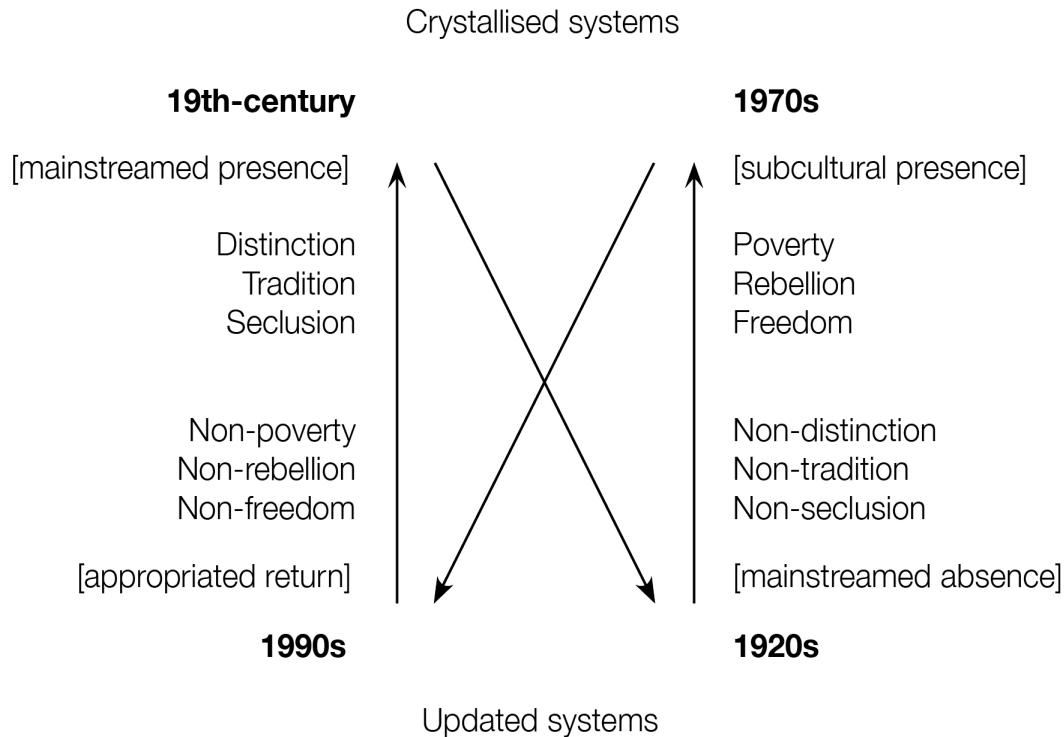 Crystallised systems
19th-century
1970s
[mainstreamed presence]
[subcultural presence]
Distinction
Tradition
Seclusion
Poverty
Rebellion
Freedom
Non-poverty
Non-rebellion
Non-freedom
Non-distinction
Non-tradition
Non-seclusion
[appropriated return]
[mainstreamed absence]
1990s
1920s
Updated systems